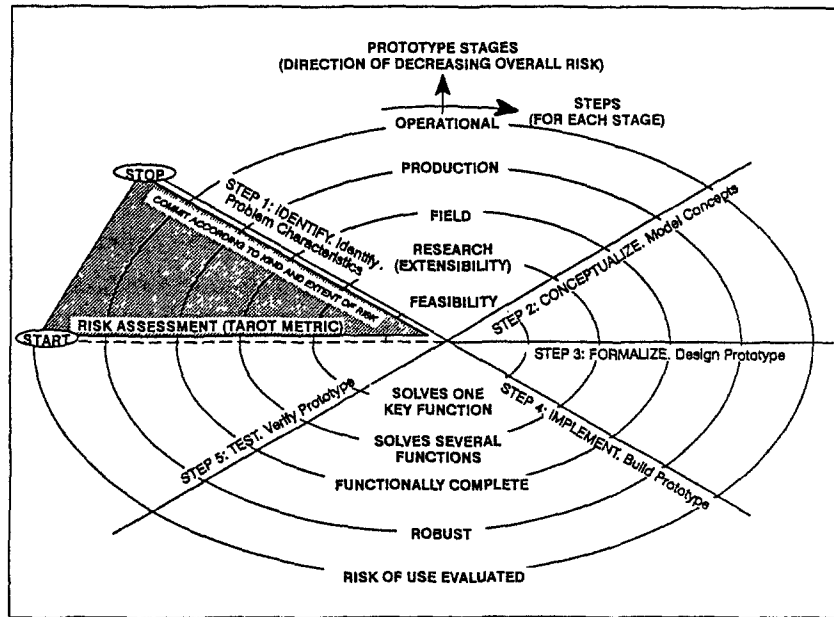 PROTOTYPE STAGES
(DIRECTION OF DECREASING OVERALL RISK)
STEPS
(FOR EACH STAGE)
OPERATIONAL
PRODUCTION
FIELD
RESEARCH
(EXTENSIBILITY)
FEASIBILITY
STOP
STEP 1: IDENTIFY. Identify
Problem Characteristics
COMMIT ACCORDING TO KIND AND EXTENT OF RISK
RISK ASSESSMENT (TAROT METRIC)
START
STEP 2: CONCEPTUALIZE. Model Concepts
STEP 3: FORMALIZE. Design Prototype
STEP 4: IMPLEMENT. Build Prototype
STEP 5: TEST. Verify Prototype
SOLVES ONE
KEY FUNCTION
SOLVES SEVERAL
FUNCTIONS
FUNCTIONALLY COMPLETE
ROBUST
RISK OF USE EVALUATED